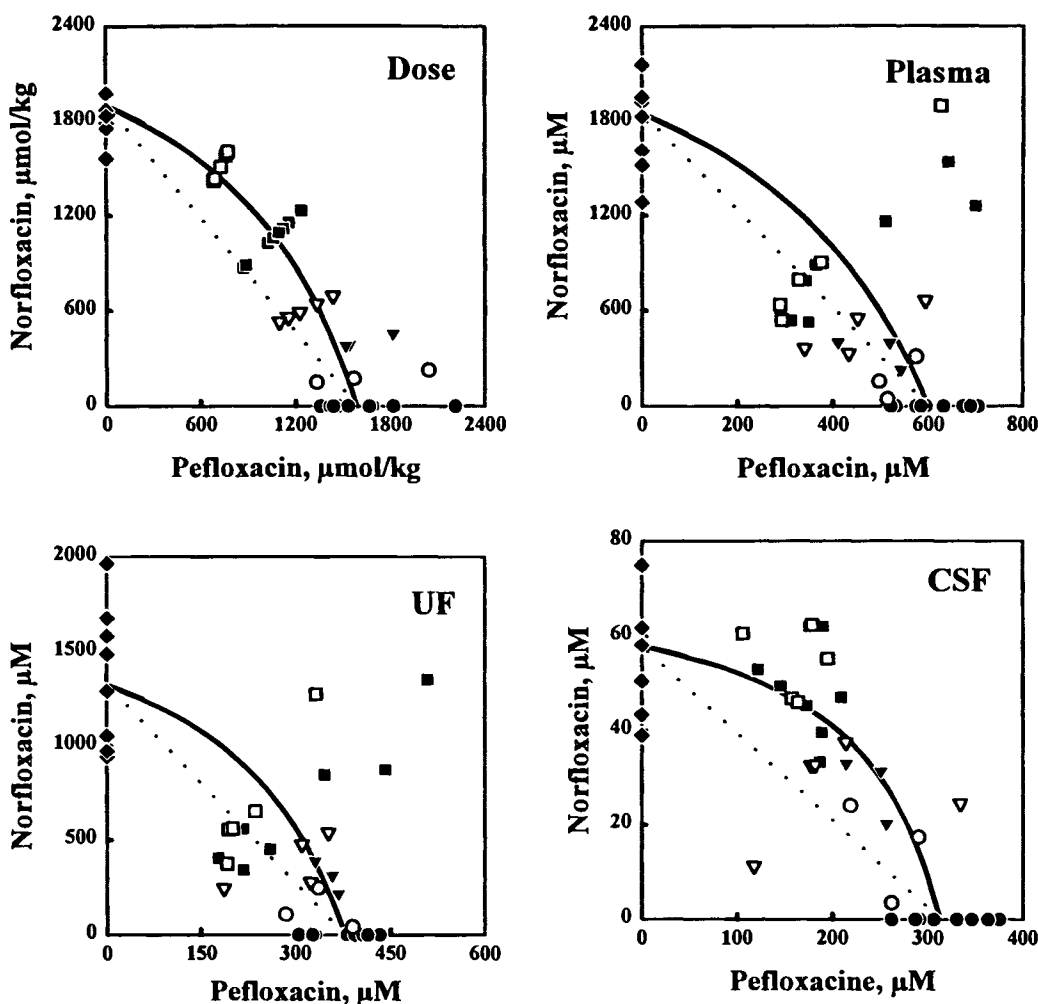 Dose
Norfloxacin, µmol/kg
2400
1800
1200
600
0
0 600 1200 1800 2400
Pefloxacin, µmol/kg
Plasma
Norfloxacin, µM
2400
1800
1200
600
0
0 200 400 600 800
Pefloxacin, µM
UF
Norfloxacin, µM
2000
1500
1000
500
0
0 150 300 450 600
Pefloxacin, µM
CSF
Norfloxacin, µM
80
60
40
20
0
0 100 200 300 400
Pefloxacine, µM